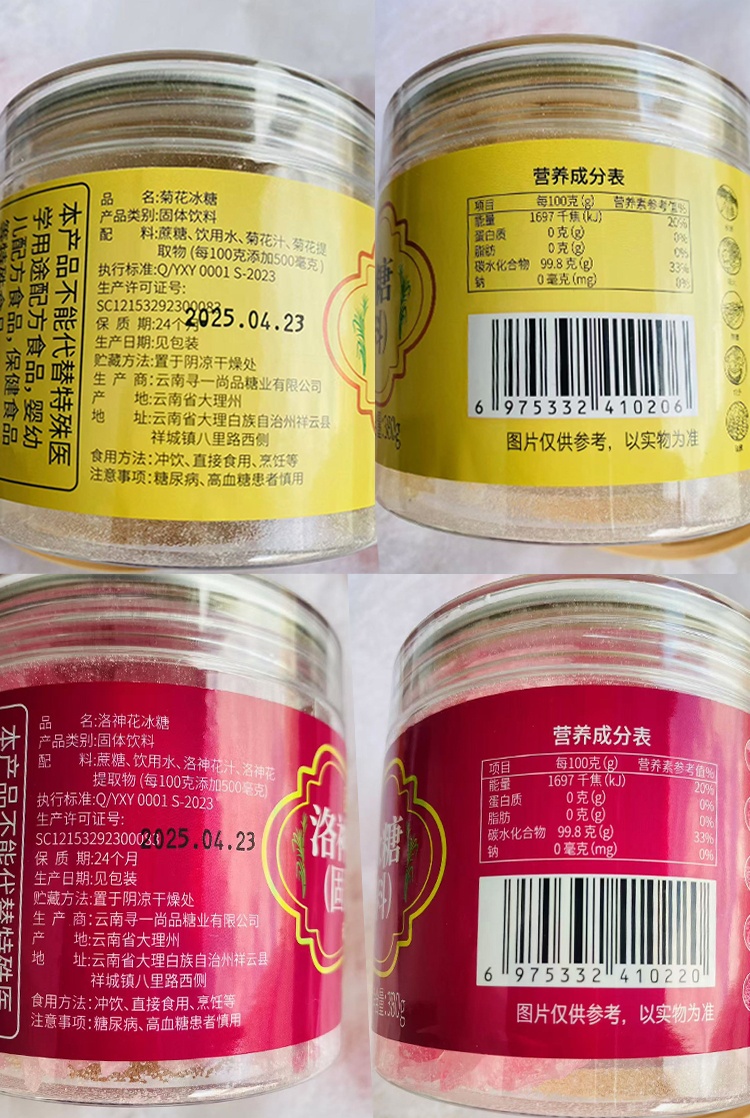 本产品不能代替特殊医
学用途配方食品,婴幼
儿配方食品,保健食品
等特殊食品
品 名:菊花冰糖
产品类别:固体饮料
配 料:蔗糖、饮用水、菊花汁、菊花提
取物 (每100克添加500毫克)
执行标准:Q/YXY 0001 S-2023
生产许可证号:
SC12153292300083
保 质 期:24个月
2025.04.23
生产日期:见包装
贮藏方法:置于阴凉干燥处
生 产 商:云南寻一尚品糖业有限公司
产 地:云南省大理州
地 址:云南省大理白族自治州祥云县
祥城镇八里路西侧
食用方法:冲饮、直接食用、烹饪等
注意事项:糖尿病、高血糖患者慎用
糖
营养成分表
项目 每100克(g) 营养素参考值%
能量 1697 千焦(kJ) 20%
蛋白质 0 克(g) 0%
脂肪 0 克(g) 0%
碳水化合物 99.8 克(g) 33%
钠 0 毫克(mg) 0%
6 975332 410206
图片仅供参考，以实物为准
380g
本产品不能代替特殊医
品 名:洛神花冰糖
产品类别:固体饮料
配 料:蔗糖、饮用水、洛神花汁、洛神花
提取物 (每100克添加500毫克)
执行标准:Q/YXY 0001 S-2023
生产许可证号:
SC12153292300083
2025.04.23
保 质 期:24个月
生产日期:见包装
贮藏方法:置于阴凉干燥处
生 产 商:云南寻一尚品糖业有限公司
产 地:云南省大理州
地 址:云南省大理白族自治州祥云县
祥城镇八里路西侧
食用方法:冲饮、直接食用、烹饪等
注意事项:糖尿病、高血糖患者慎用
洛神
(固
糖
料)
营养成分表
项目 每100克(g) 营养素参考值%
能量 1697 千焦(kJ) 20%
蛋白质 0 克(g) 0%
脂肪 0 克(g) 0%
碳水化合物 99.8 克(g) 33%
钠 0 毫克(mg) 0%
6 975332 410220
图片仅供参考，以实物为准
量:380g